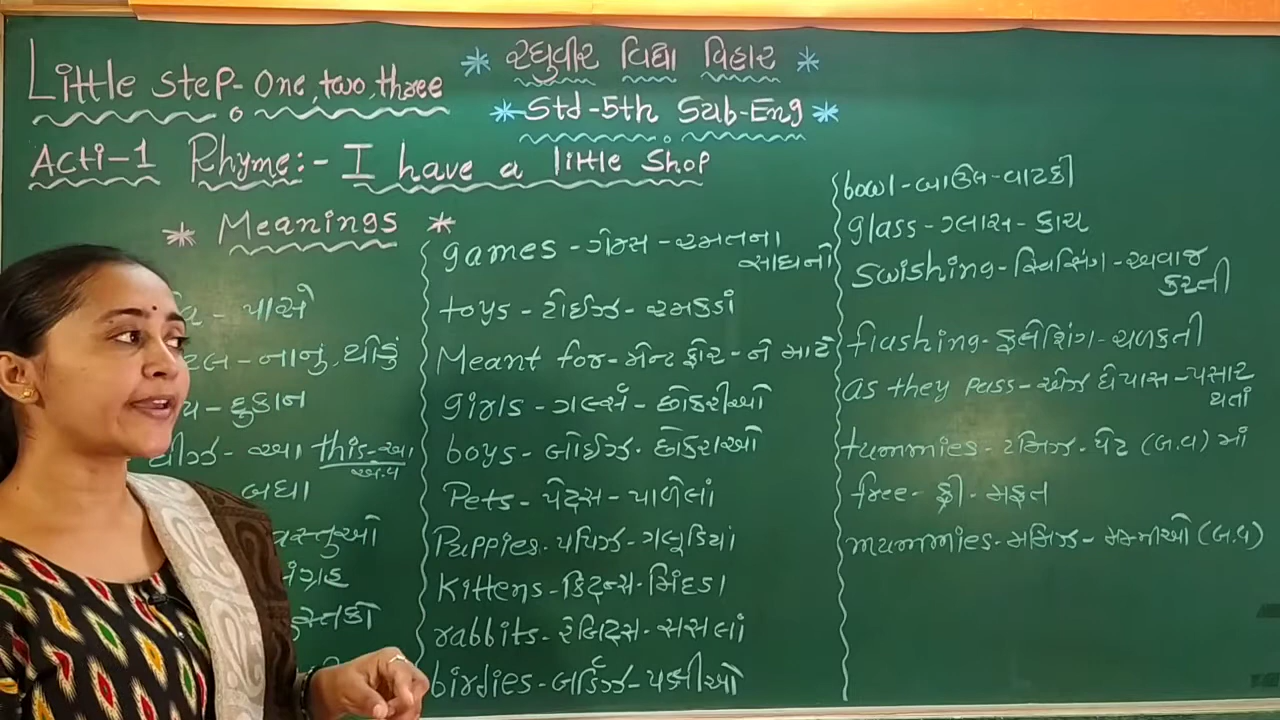 Little step- one, two, three
* રઘુવીર વિદ્યા વિહાર *
* Std-5th Sub-Eng *
Acti-1 Rhyme:- I have a little shop
* Meanings *
- પાસે
લ- નાનું, થોડું
- દુકાન
ધીઝ- આ this-આ
એ.વ
બધા
વસ્તુઓ
games - ગેમ્સ - રમતના
સાધનો
toys - ટોઈઝ - રમકડાં
Meant for - મેન્ટ ફોર - ને માટે
girls - ગર્લ્સ - છોકરીઓ
boys - બોઈઝ - છોકરાઓ
Pets - પેટ્સ - પાળેલાં
Puppies - પપિઝ - ગલૂડિયાં
Kittens - કિટન્સ - મિંદડા
rabbits - રેબિટ્સ - સસલાં
birdies - બર્ડિઝ - પક્ષીઓ
bowl - બાઉલ - વાટકી
glass - ગ્લાસ - કાચ
swishing - સ્વિસિંગ - અવાજ
કરતી
flashing - ફ્લેશિંગ - ચળકતી
as they pass - એઝ ધેપાસ - પસાર
થતાં
tummies - ટમિઝ - પેટ (બ.વ) માં
free - ફ્રી - મફત
mummies - મમિઝ - મમ્મીઓ (બ.વ)